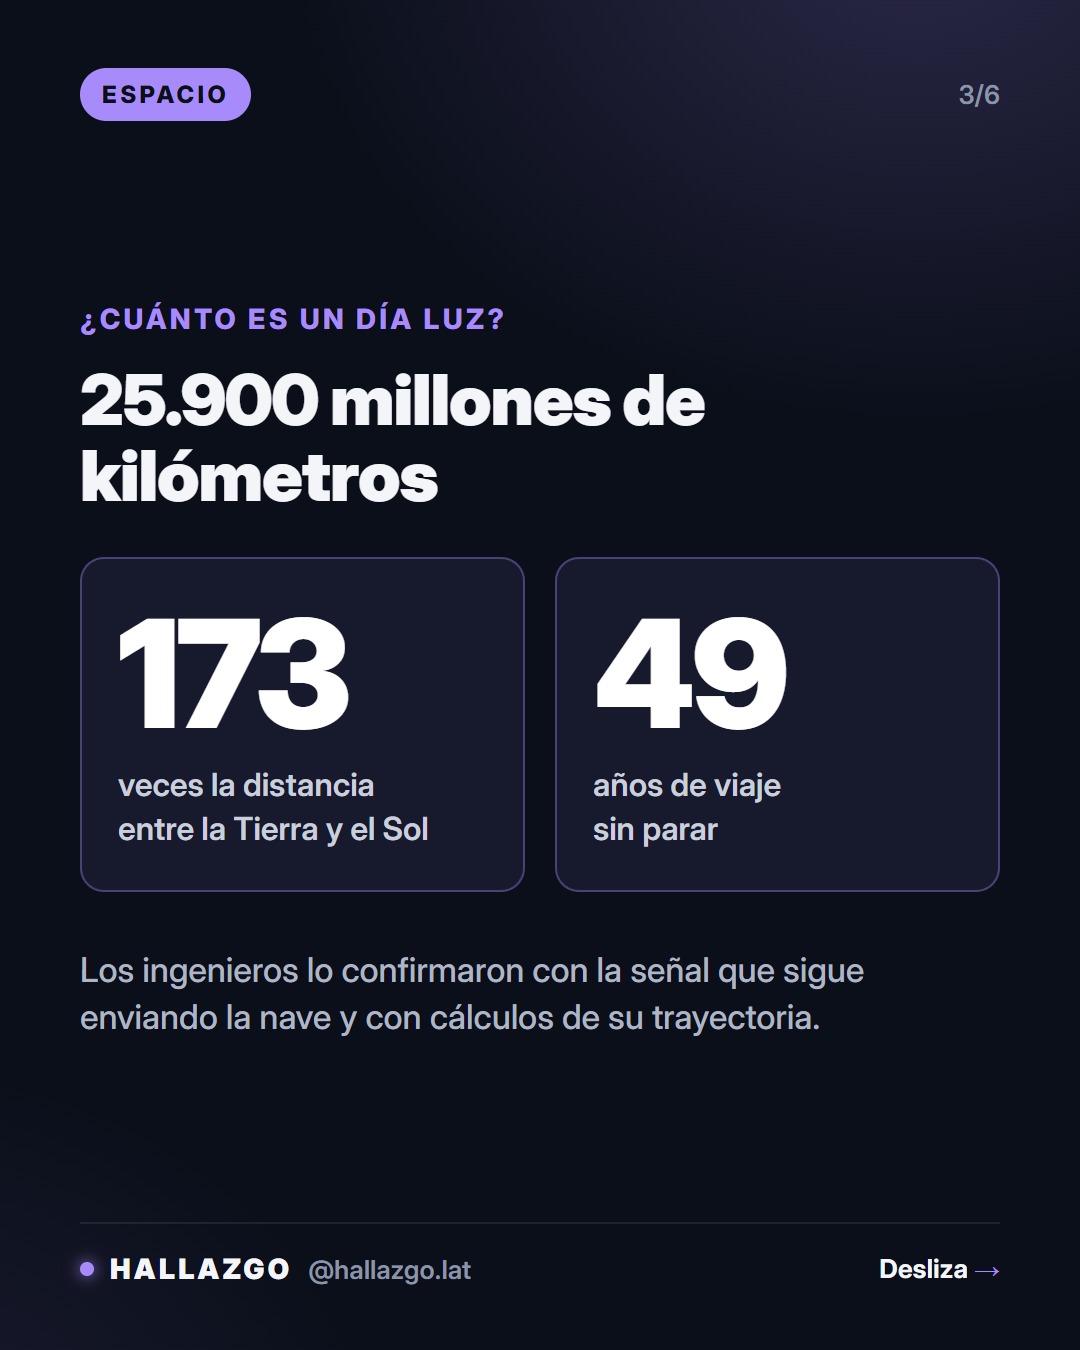 ESPACIO
3/6
¿CUÁNTO ES UN DÍA LUZ?
25.900 millones de
kilómetros
173
veces la distancia
entre la Tierra y el Sol
49
años de viaje
sin parar
Los ingenieros lo confirmaron con la señal que sigue
enviando la nave y con cálculos de su trayectoria.
HALLAZGO @hallazgo.lat
Desliza →